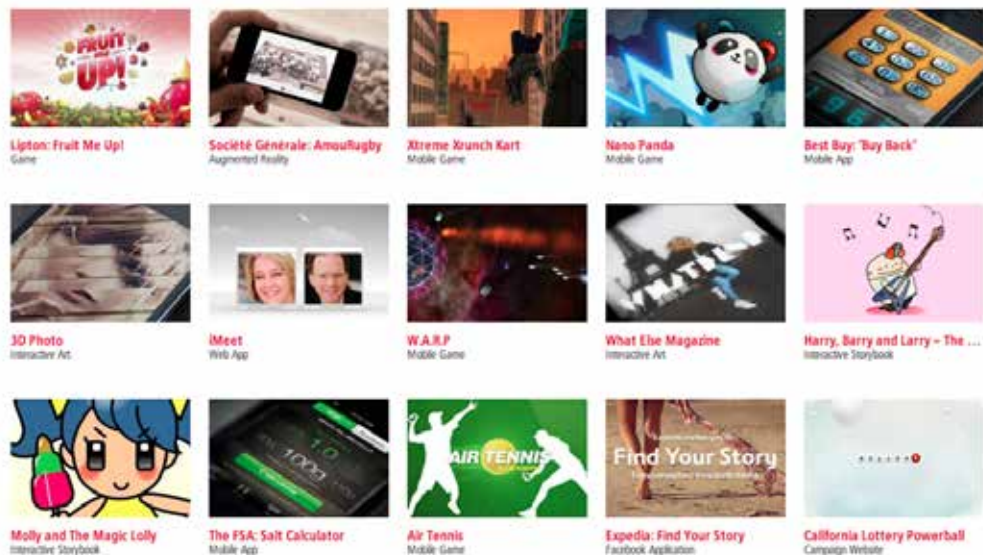 FRUIT
UP!
Lipton: Fruit Me Up!
Game
Société Générale: AmouRugby
Augmented Reality
Xtreme Xrunch Kart
Mobile Game
Nano Panda
Mobile Game
Best Buy: "Buy Back"
Mobile App
3D Photo
Interactive Art
iMeet
Web App
W.A.R.P
Mobile Game
What Else Magazine
Interactive Art
Harry, Barry and Larry – The ...
Interactive Storybook
1.0
100g
AIR TENNIS
Find Your Story
Molly and The Magic Lolly
Interactive Storybook
The FSA: Salt Calculator
Mobile App
Air Tennis
Mobile Game
Expedia: Find Your Story
Facebook Application
California Lottery Powerball
Campaign Website